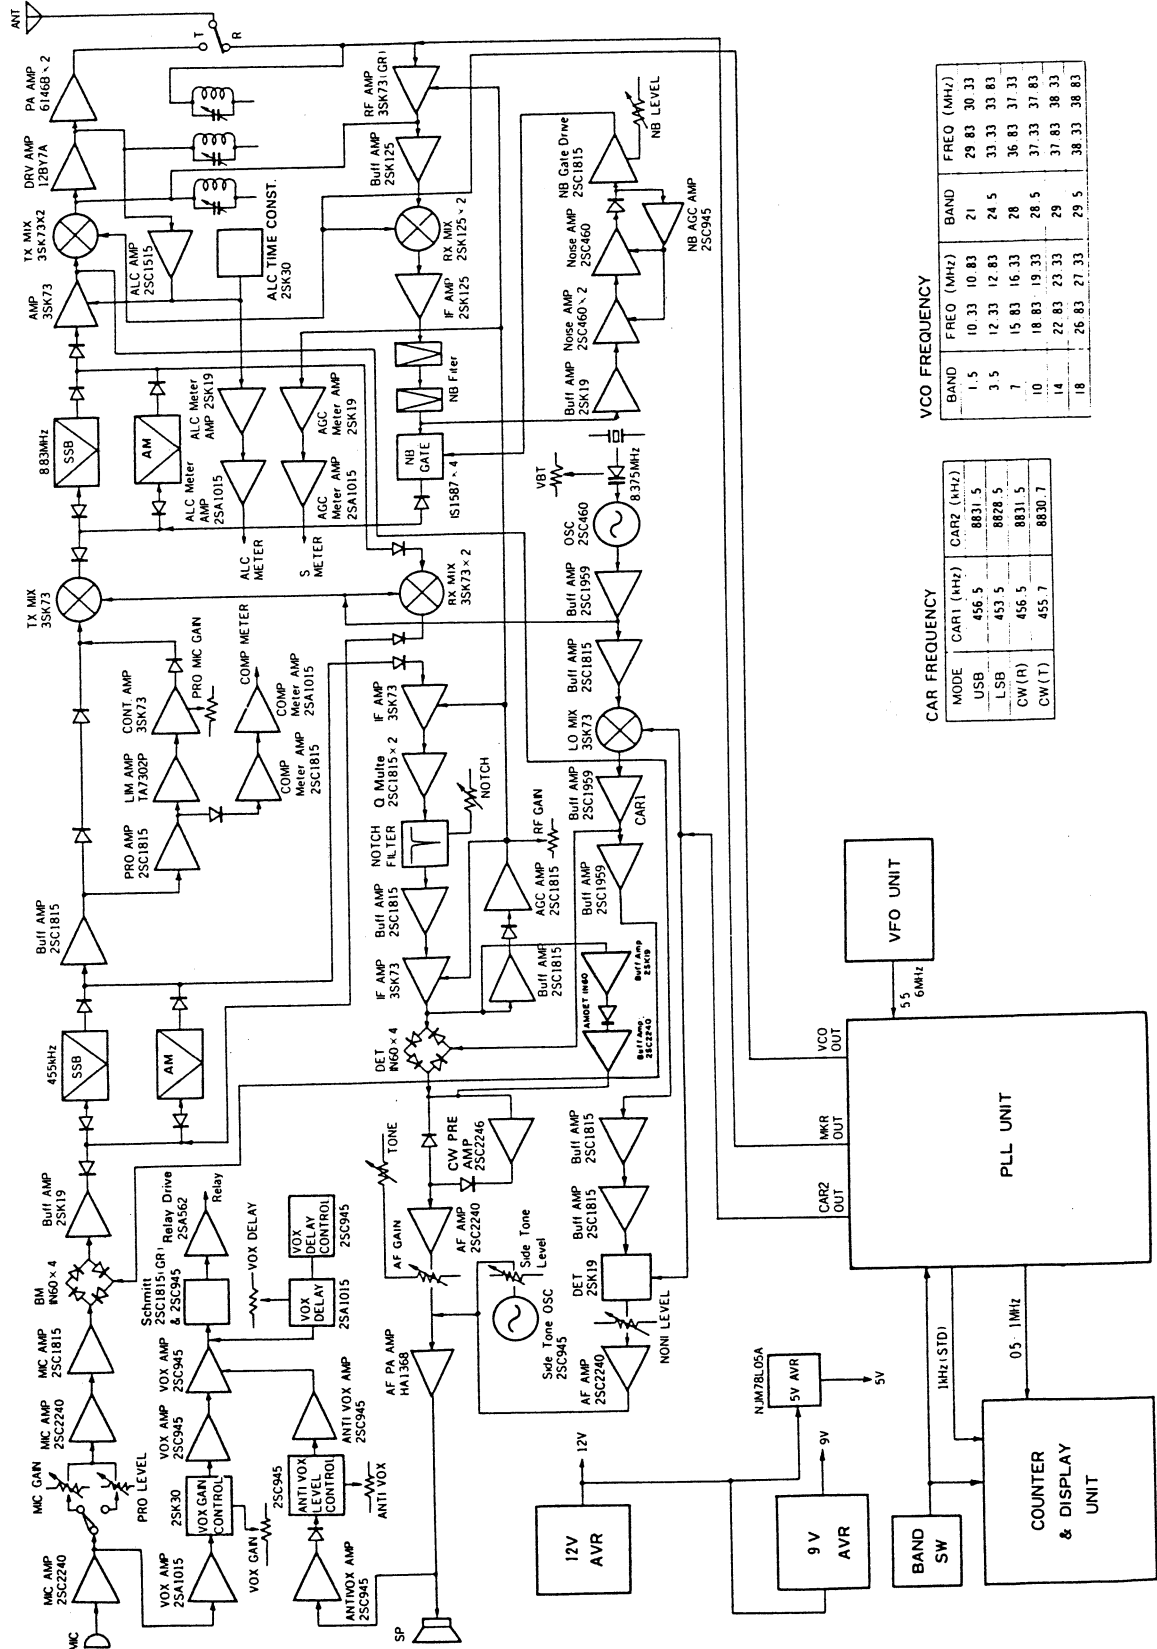 ANT
PA AMP
6146B × 2
T
R
DRV AMP
12BY7A
TX MIX
3SK73X2
AMP
3SK73
ALC AMP
2SC1515
ALC TIME CONST.
2SK30
RF AMP
3SK73(GR)
Buff AMP
2SK125
RX MIX
2SK125 × 2
IF AMP
2SK125
NB Filter
NB
GATE
IS1587 × 4
NB LEVEL
NB Gate Drive
2SC1815
NB AGC AMP
2SC945
Noise AMP
2SC460
Noise AMP
2SC460 × 2
Buff AMP
2SK19
8.83MHz
SSB
AM
ALC Meter
AMP 2SK19
ALC Meter
AMP
2SA1015
ALC
METER
AGC
Meter AMP
2SK19
AGC
Meter AMP
2SA1015
S
METER
VBT
8.375MHz
OSC
2SC460
Buff AMP
2SC1959
Buff AMP
2SC1815
LO MIX
3SK73
Buff AMP
2SC1959
CAR1
Buff AMP
2SC1959
TX MIX
3SK73
RX MIX
3SK73 × 2
CONT. AMP
3SK73
PRO MIC GAIN
LIM AMP
TA7302P
PRO AMP
2SC1815
COMP METER
COMP
Meter AMP
2SA1015
COMP
Meter AMP
2SC1815
Buff AMP
2SC1815
IF AMP
3SK73
Q Multe
2SC1815 × 2
NOTCH
FILTER
NOTCH
Buff AMP
2SC1815
IF AMP
3SK73
RF GAIN
AGC AMP
2SC1815
Buff AMP
2SC1815
Buff Amp
2SK19
AMDET IN60
Buff Amp.
2SC2240
455kHz
SSB
AM
DET
IN60 × 4
Buff AMP
2SK19
BM
IN60 × 4
MIC AMP
2SC1815
MIC AMP
2SC2240
MIC GAIN
PRO LEVEL
MIC AMP
2SC2240
MIC
Relay
Relay Drive
2SA562
Schmitt
2SC1815(GR)
& 2SC945
VOX DELAY
VOX
DELAY
CONTROL
2SC945
VOX
DELAY
2SA1015
VOX AMP
2SC945
VOX AMP
2SC945
2SK30
VOX GAIN
CONTROL
VOX GAIN
VOX AMP
2SA1015
ANTI VOX AMP
2SC945
2SC945
ANTI VOX
LEVEL
CONTROL
ANTI VOX
ANTIVOX AMP
2SC945
SP
TONE
CW PRE
AMP
2SC2246
AF GAIN
AF AMP
2SC2240
AF PA AMP
HA1368
Side Tone
Level
Side Tone OSC
2SC945
Buff AMP
2SC1815
Buff AMP
2SC1815
DET
2SK19
NONI LEVEL
AF AMP
2SC2240
12V
AVR
12V
9V
AVR
9V
NJM78L05A
5V AVR
5V
BAND
SW
COUNTER
& DISPLAY
UNIT
1kHz(STD)
05 1MHz
PLL UNIT
CAR2
OUT
MKR
OUT
VCO
OUT
5.5
6MHz
VFO UNIT
CAR FREQUENCY
MODE CAR1 (kHz) CAR2 (kHz)
USB 456.5 8831.5
LSB 453.5 8828.5
CW(R) 456.5 8831.5
CW(T) 455.7 8830.7
VCO FREQUENCY
BAND FREQ (MHz) BAND FREQ (MHz)
1.5 10.33 10.83 21 29.83 30.33
3.5 12.33 12.83 24.5 33.33 33.83
7 15.83 16.33 28 36.83 37.33
10 18.83 19.33 28.5 37.33 37.83
14 22.83 23.33 29 37.83 38.33
18 26.83 27.33 29.5 38.33 38.83